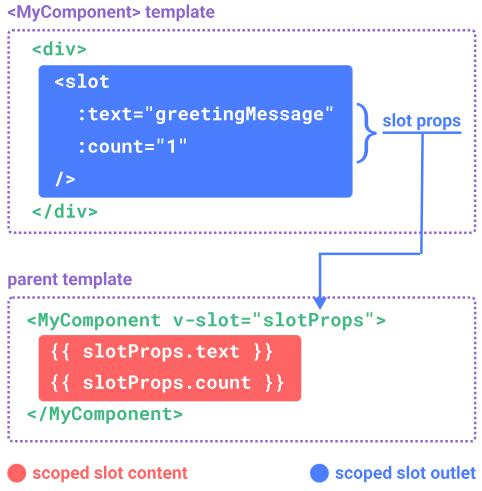 <MyComponent> template
<div>
<slot
:text="greetingMessage"
:count="1"
/>
slot props
</div>
parent template
<MyComponent v-slot="slotProps">
{{ slotProps.text }}
{{ slotProps.count }}
</MyComponent>
scoped slot content
scoped slot outlet